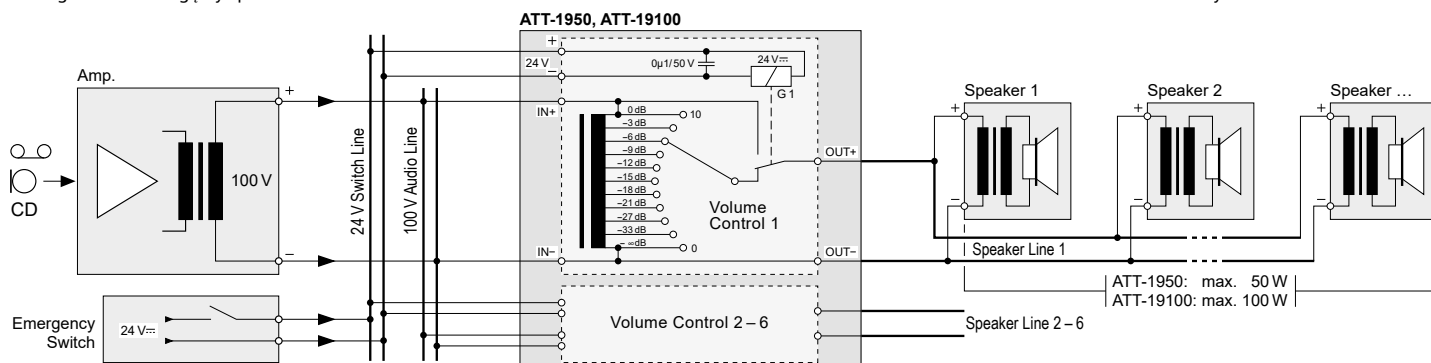 ATT-1950, ATT-19100
Amp.
+
100 V
−
CD
24 V Switch Line
100 V Audio Line
Emergency
Switch
24 V⎓
+
24 V
−
0µ1/50 V
24 V⎓
G 1
IN+
0 dB
10
−3 dB
−6 dB
−9 dB
−12 dB
−15 dB
−18 dB
−21 dB
−27 dB
−33 dB
− ∞dB
0
IN−
Volume
Control 1
OUT+
OUT−
Volume Control 2 – 6
Speaker 1
+
−
Speaker 2
+
−
Speaker …
+
−
Speaker Line 1
ATT-1950: max. 50 W
ATT-19100: max. 100 W
Speaker Line 2 – 6